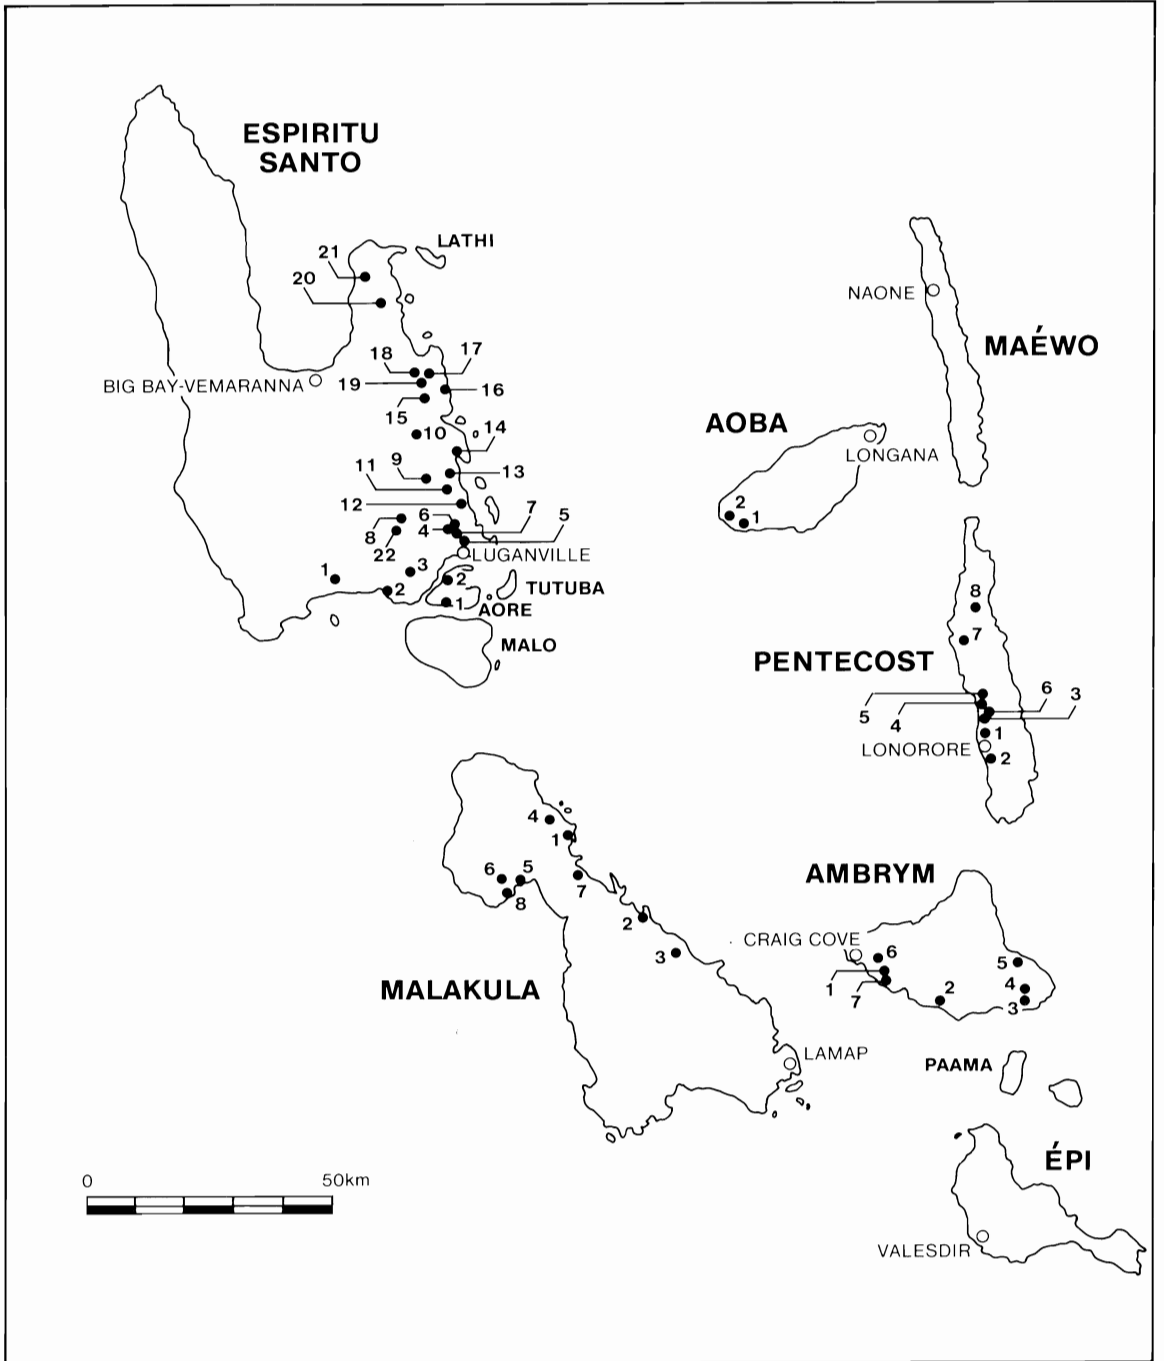 ESPIRITU
SANTO
LATHI
21
20
NAONE
MAÉWO
18
17
BIG BAY-VEMARANNA
19
16
15
AOBA
10
14
LONGANA
9
11
13
12
2
1
6
7
5
4
8
22
LUGANVILLE
1
3
2
2
TUTUBA
1
AORE
MALO
8
7
PENTECOST
6
3
5
4
1
LONORORE
2
4
1
6
5
7
8
AMBRYM
2
CRAIG COVE
6
3
5
MALAKULA
1
7
2
4
3
LAMAP
PAAMA
ÉPI
0
50km
VALESDIR